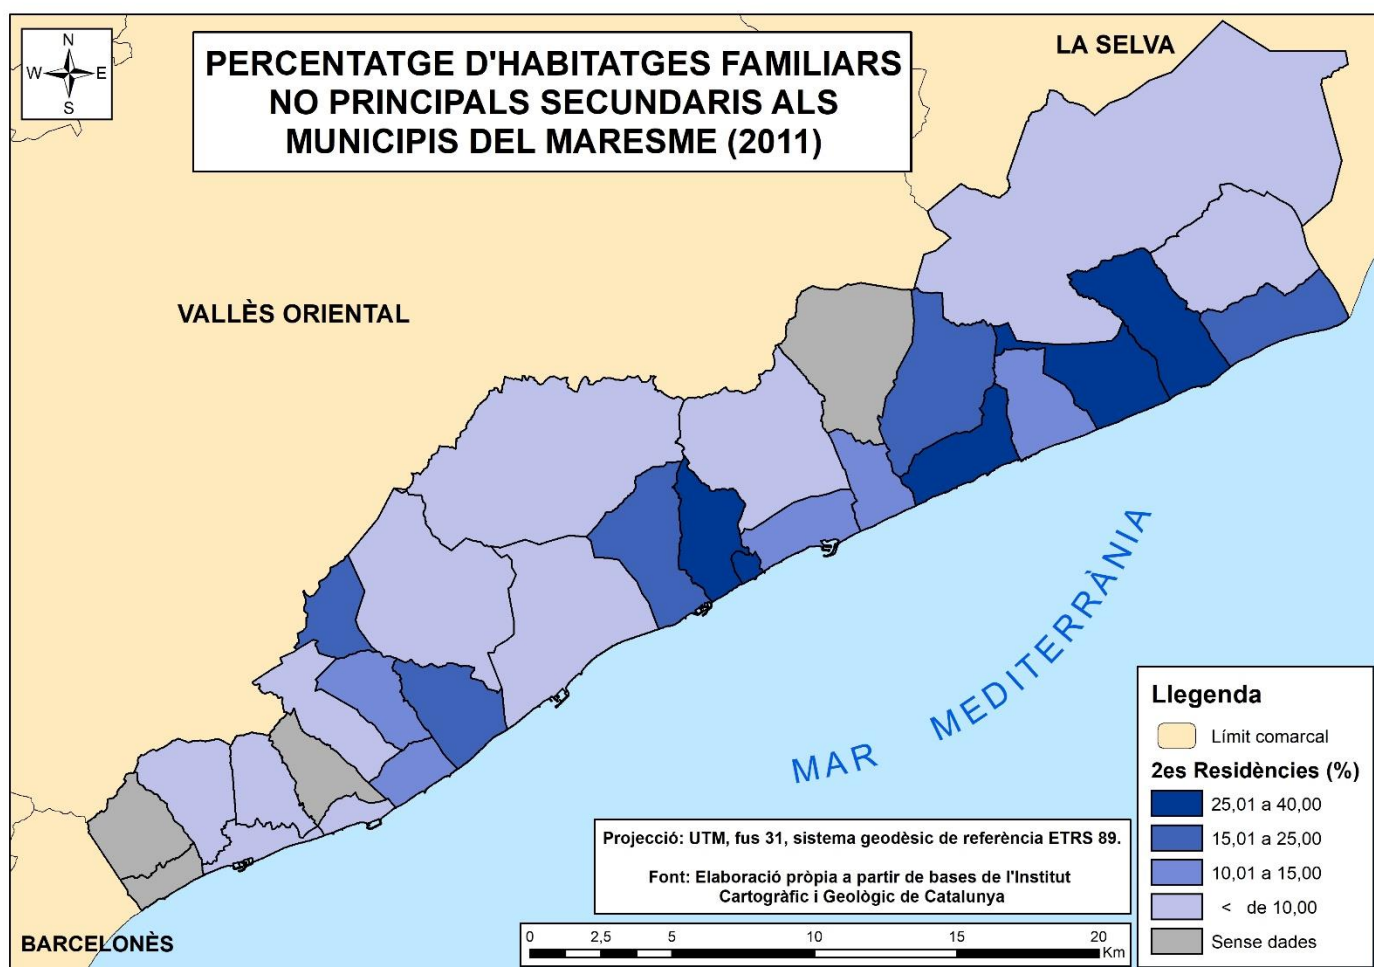 N
W E
S
PERCENTATGE D'HABITATGES FAMILIARS
NO PRINCIPALS SECUNDARIS ALS
MUNICIPIS DEL MARESME (2011)
LA SELVA
VALLÈS ORIENTAL
MAR MEDITERRÀNIA
BARCELONÈS
Projecció: UTM, fus 31, sistema geodèsic de referència ETRS 89.
Font: Elaboració pròpia a partir de bases de l'Institut
Cartogràfic i Geològic de Catalunya
0 2,5 5 10 15 20
Km
Llegenda
Límit comarcal
2es Residències (%)
25,01 a 40,00
15,01 a 25,00
10,01 a 15,00
< de 10,00
Sense dades